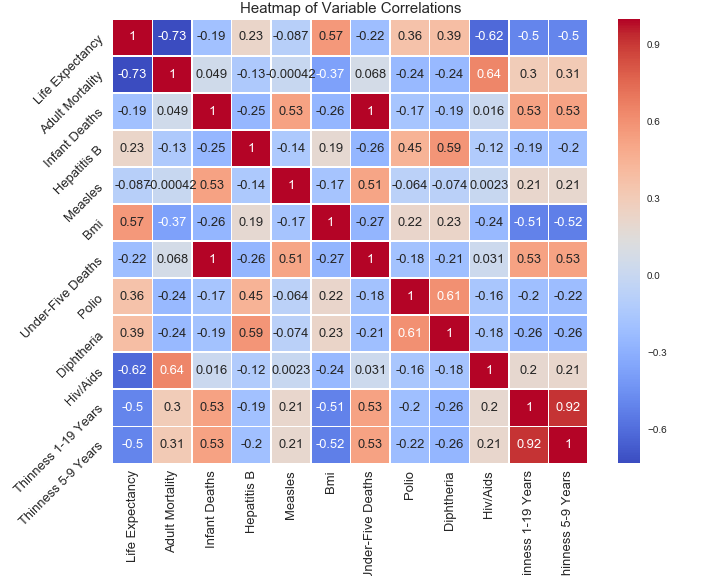 Heatmap of Variable Correlations
Life Expectancy 1 -0.73 -0.19 0.23 -0.087 0.57 -0.22 0.36 0.39 -0.62 -0.5 -0.5
Adult Mortality -0.73 1 0.049 -0.13 -0.00042 -0.37 0.068 -0.24 -0.24 0.64 0.3 0.31
Infant Deaths -0.19 0.049 1 -0.25 0.53 -0.26 1 -0.17 -0.19 0.016 0.53 0.53
Hepatitis B 0.23 -0.13 -0.25 1 -0.14 0.19 -0.26 0.45 0.59 -0.12 -0.19 -0.2
Measles -0.087 -0.00042 0.53 -0.14 1 -0.17 0.51 -0.064 -0.074 0.0023 0.21 0.21
Bmi 0.57 -0.37 -0.26 0.19 -0.17 1 -0.27 0.22 0.23 -0.24 -0.51 -0.52
Under-Five Deaths -0.22 0.068 1 -0.26 0.51 -0.27 1 -0.18 -0.21 0.031 0.53 0.53
Polio 0.36 -0.24 -0.17 0.45 -0.064 0.22 -0.18 1 0.61 -0.16 -0.2 -0.22
Diphtheria 0.39 -0.24 -0.19 0.59 -0.074 0.23 -0.21 0.61 1 -0.18 -0.26 -0.26
Hiv/Aids -0.62 0.64 0.016 -0.12 0.0023 -0.24 0.031 -0.16 -0.18 1 0.2 0.21
Thinness 1-19 Years -0.5 0.3 0.53 -0.19 0.21 -0.51 0.53 -0.2 -0.26 0.2 1 0.92
Thinness 5-9 Years -0.5 0.31 0.53 -0.2 0.21 -0.52 0.53 -0.22 -0.26 0.21 0.92 1
Life Expectancy
Adult Mortality
Infant Deaths
Hepatitis B
Measles
Bmi
Under-Five Deaths
Polio
Diphtheria
Hiv/Aids
inness 1-19 Years
hinness 5-9 Years
0.9
0.6
0.3
0.0
−0.3
−0.6